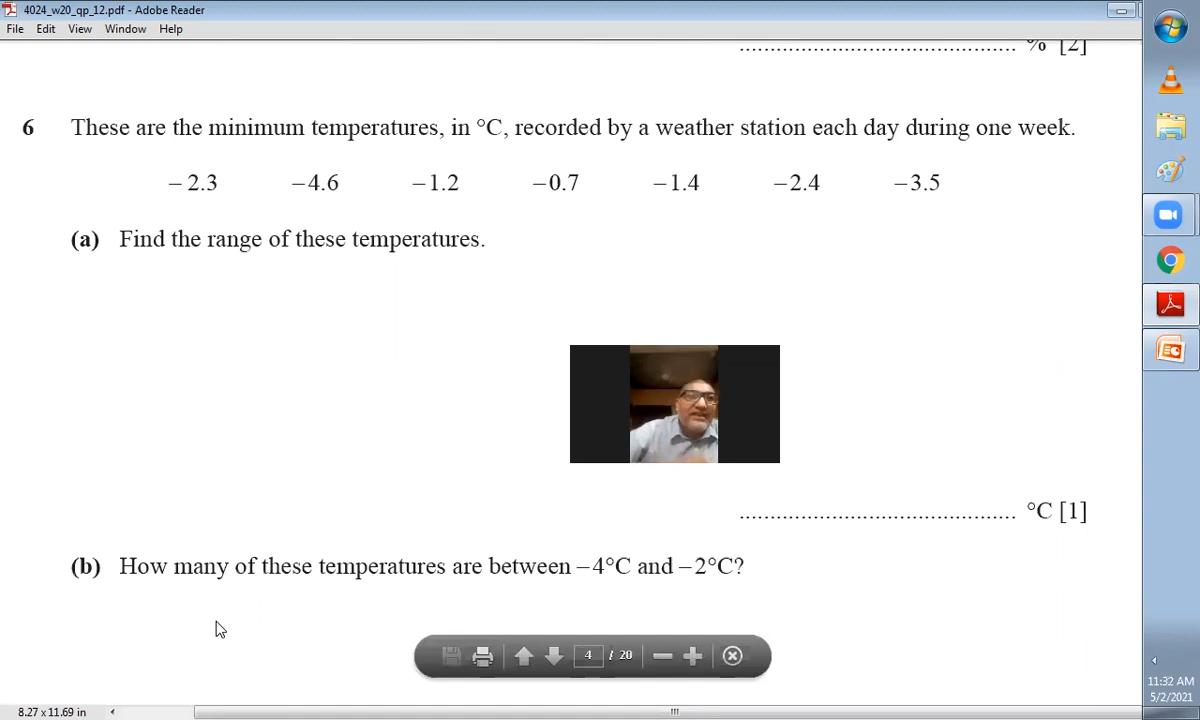 4024_w20_qp_12.pdf - Adobe Reader
File Edit View Window Help
.............................................. % [2]
6 These are the minimum temperatures, in °C, recorded by a weather station each day during one week.
– 2.3 –4.6 –1.2 –0.7 –1.4 –2.4 –3.5
(a) Find the range of these temperatures.
.............................................. °C [1]
(b) How many of these temperatures are between –4°C and –2°C?
4 / 20
11:32 AM
5/2/2021
8.27 x 11.69 in